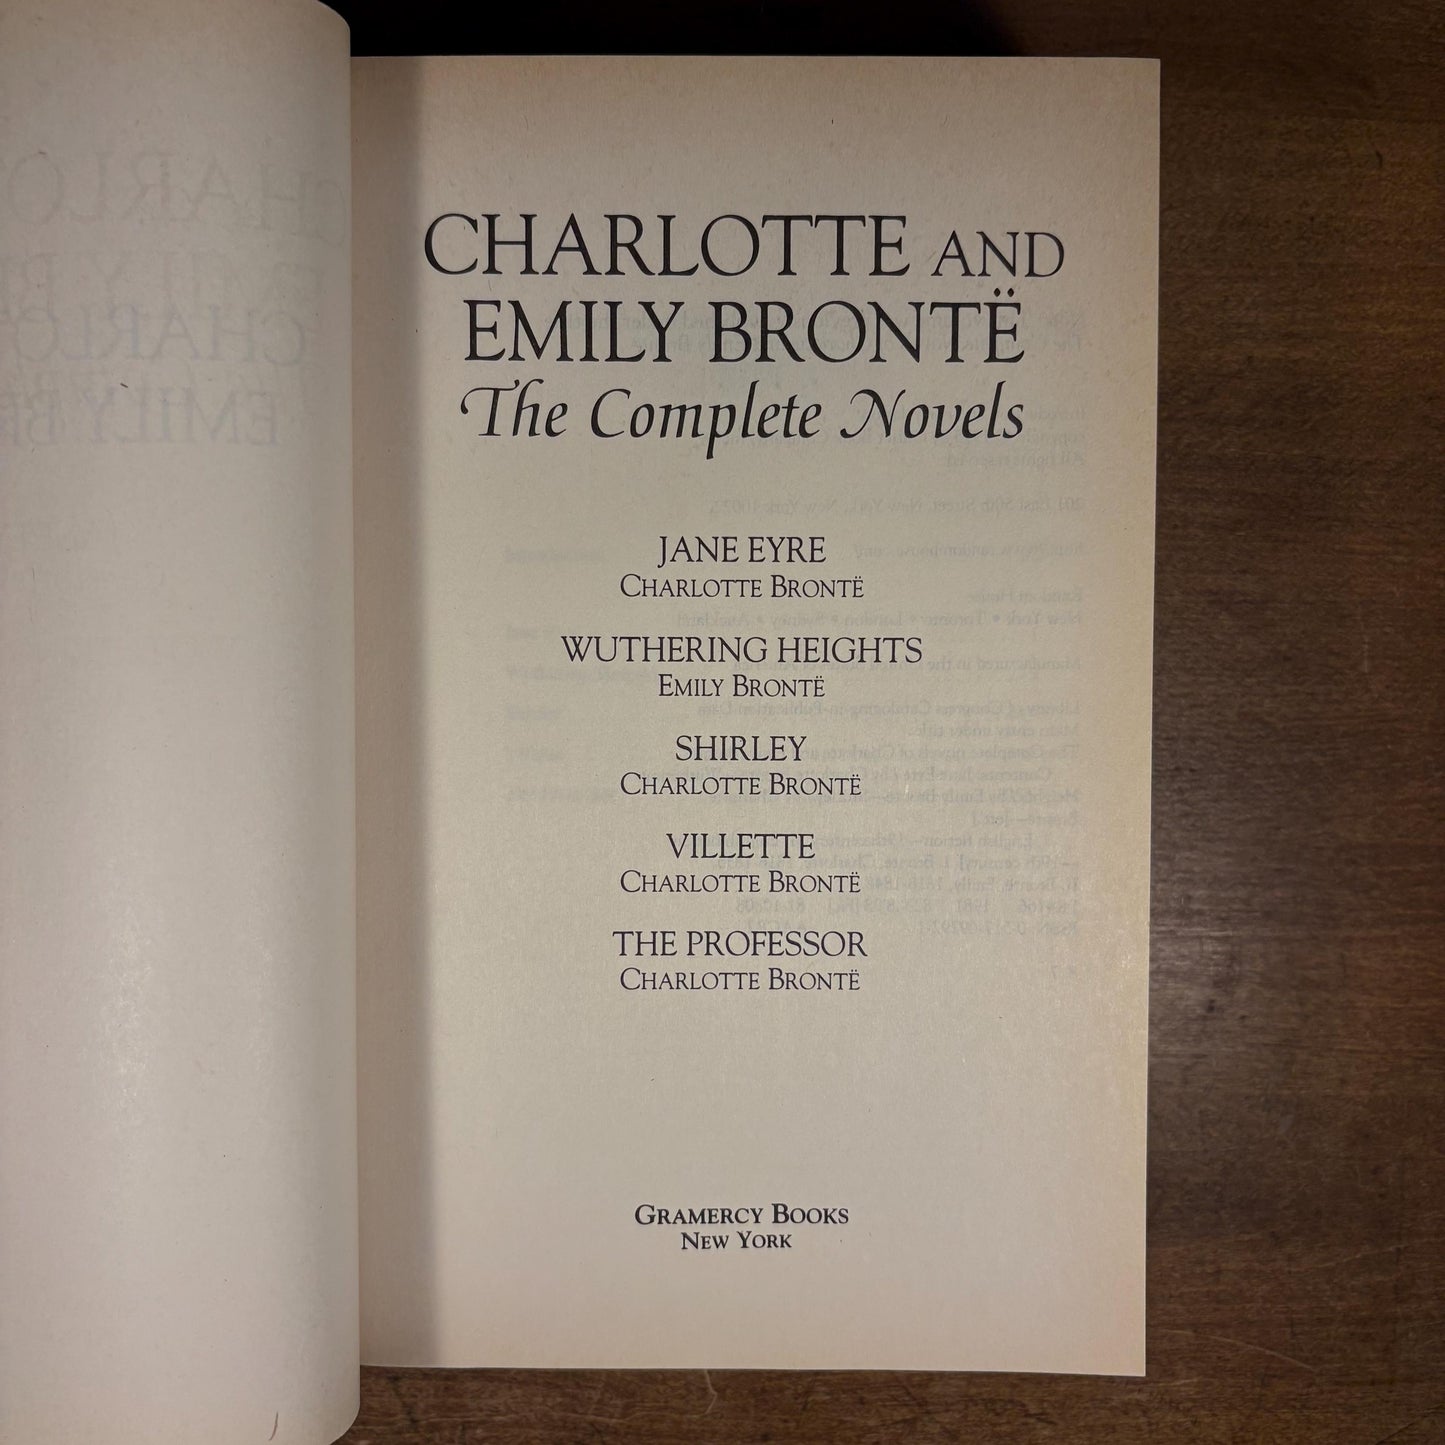 CHARLOTTE AND
EMILY BRONTË
The Complete Novels
JANE EYRE
CHARLOTTE BRONTË
WUTHERING HEIGHTS
EMILY BRONTË
SHIRLEY
CHARLOTTE BRONTË
VILLETTE
CHARLOTTE BRONTË
THE PROFESSOR
CHARLOTTE BRONTË
GRAMERCY BOOKS
NEW YORK